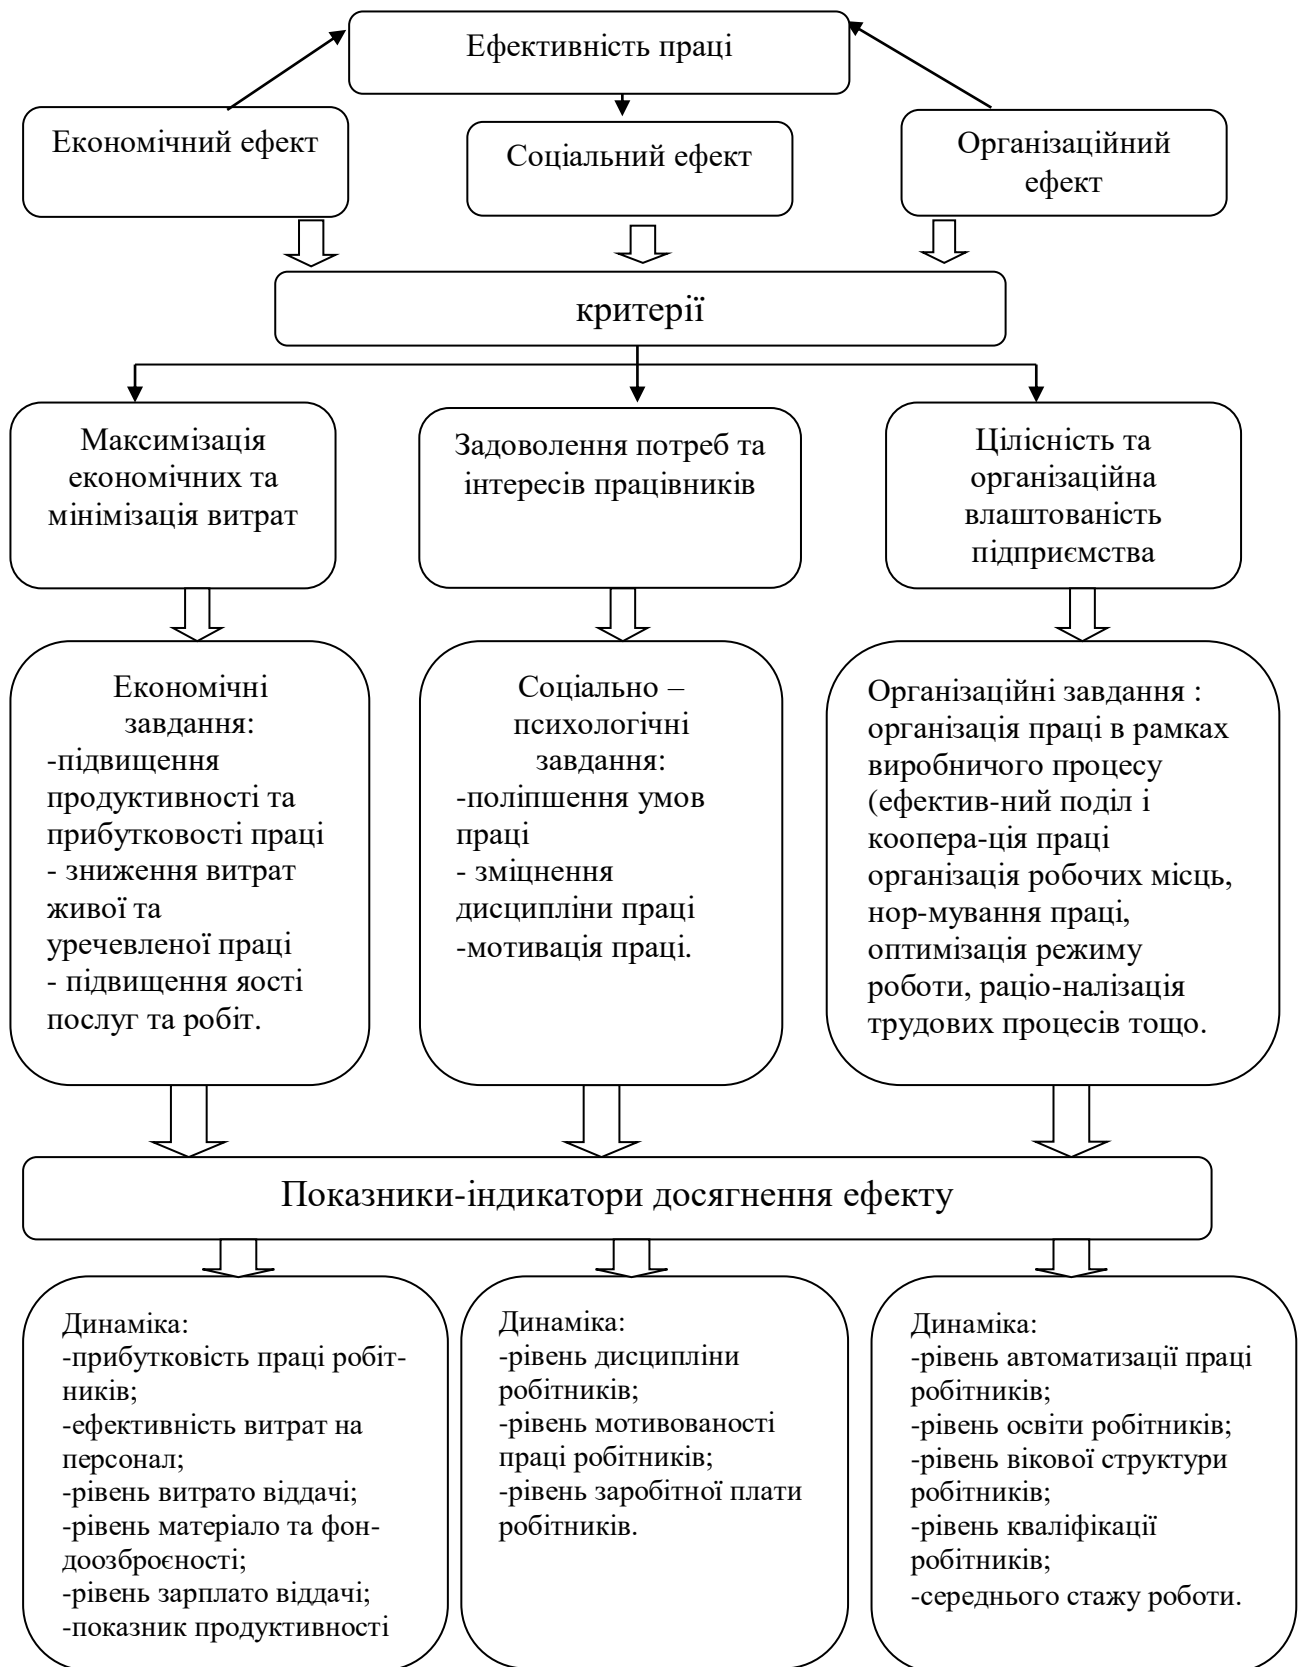 Ефективність праці
Економічний ефект
Соціальний ефект
Організаційний
ефект
критерії
Максимізація
економічних та
мінімізація витрат
Задоволення потреб та
інтересів працівників
Цілісність та
організаційна
влаштованість
підприємства
Економічні
завдання:
-підвищення
продуктивності та
прибутковості праці
- зниження витрат
живої та
уречевленої праці
- підвищення яості
послуг та робіт.
Соціально –
психологічні
завдання:
-поліпшення умов
праці
- зміцнення
дисципліни праці
-мотивація праці.
Організаційні завдання :
організація праці в рамках
виробничого процесу
(ефектив-ний поділ і
коопера-ція праці
організація робочих місць,
нор-мування праці,
оптимізація режиму
роботи, раціо-налізація
трудових процесів тощо.
Показники-індикатори досягнення ефекту
Динаміка:
-прибутковість праці робіт-
ників;
-ефективність витрат на
персонал;
-рівень витрато віддачі;
-рівень матеріало та фон-
доозброєності;
-рівень зарплато віддачі;
-показник продуктивності
Динаміка:
-рівень дисципліни
робітників;
-рівень мотивованості
праці робітників;
-рівень заробітної плати
робітників.
Динаміка:
-рівень автоматизації праці
робітників;
-рівень освіти робітників;
-рівень вікової структури
робітників;
-рівень кваліфікації
робітників;
-середнього стажу роботи.